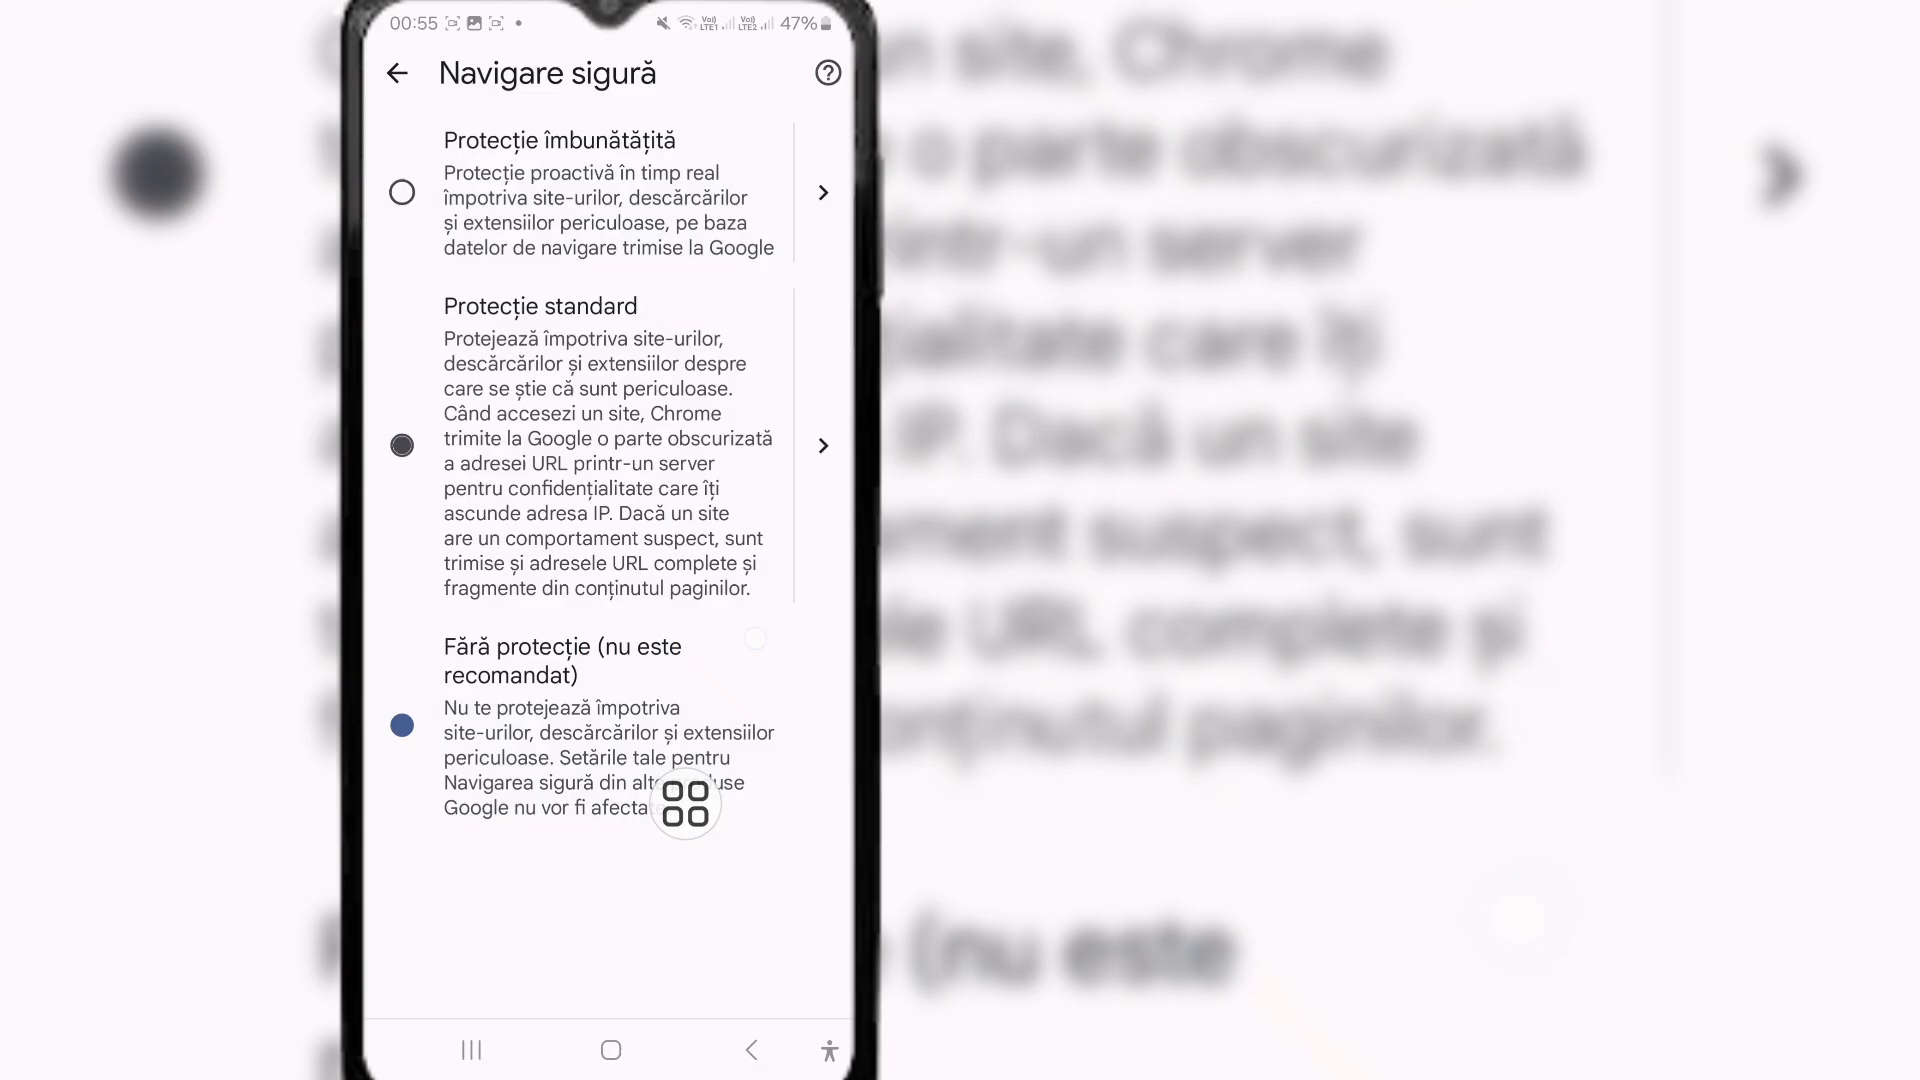 00:55
47%
Navigare sigură
Protecție îmbunătățită
Protecție proactivă în timp real
împotriva site-urilor, descărcărilor
și extensiilor periculoase, pe baza
datelor de navigare trimise la Google
Protecție standard
Protejează împotriva site-urilor,
descărcărilor și extensiilor despre
care se știe că sunt periculoase.
Când accesezi un site, Chrome
trimite la Google o parte obscurizată
a adresei URL printr-un server
pentru confidențialitate care îți
ascunde adresa IP. Dacă un site
are un comportament suspect, sunt
trimise și adresele URL complete și
fragmente din conținutul paginilor.
Fără protecție (nu este
recomandat)
Nu te protejează împotriva
site-urilor, descărcărilor și extensiilor
periculoase. Setările tale pentru
Navigarea sigură din
Google nu vor fi